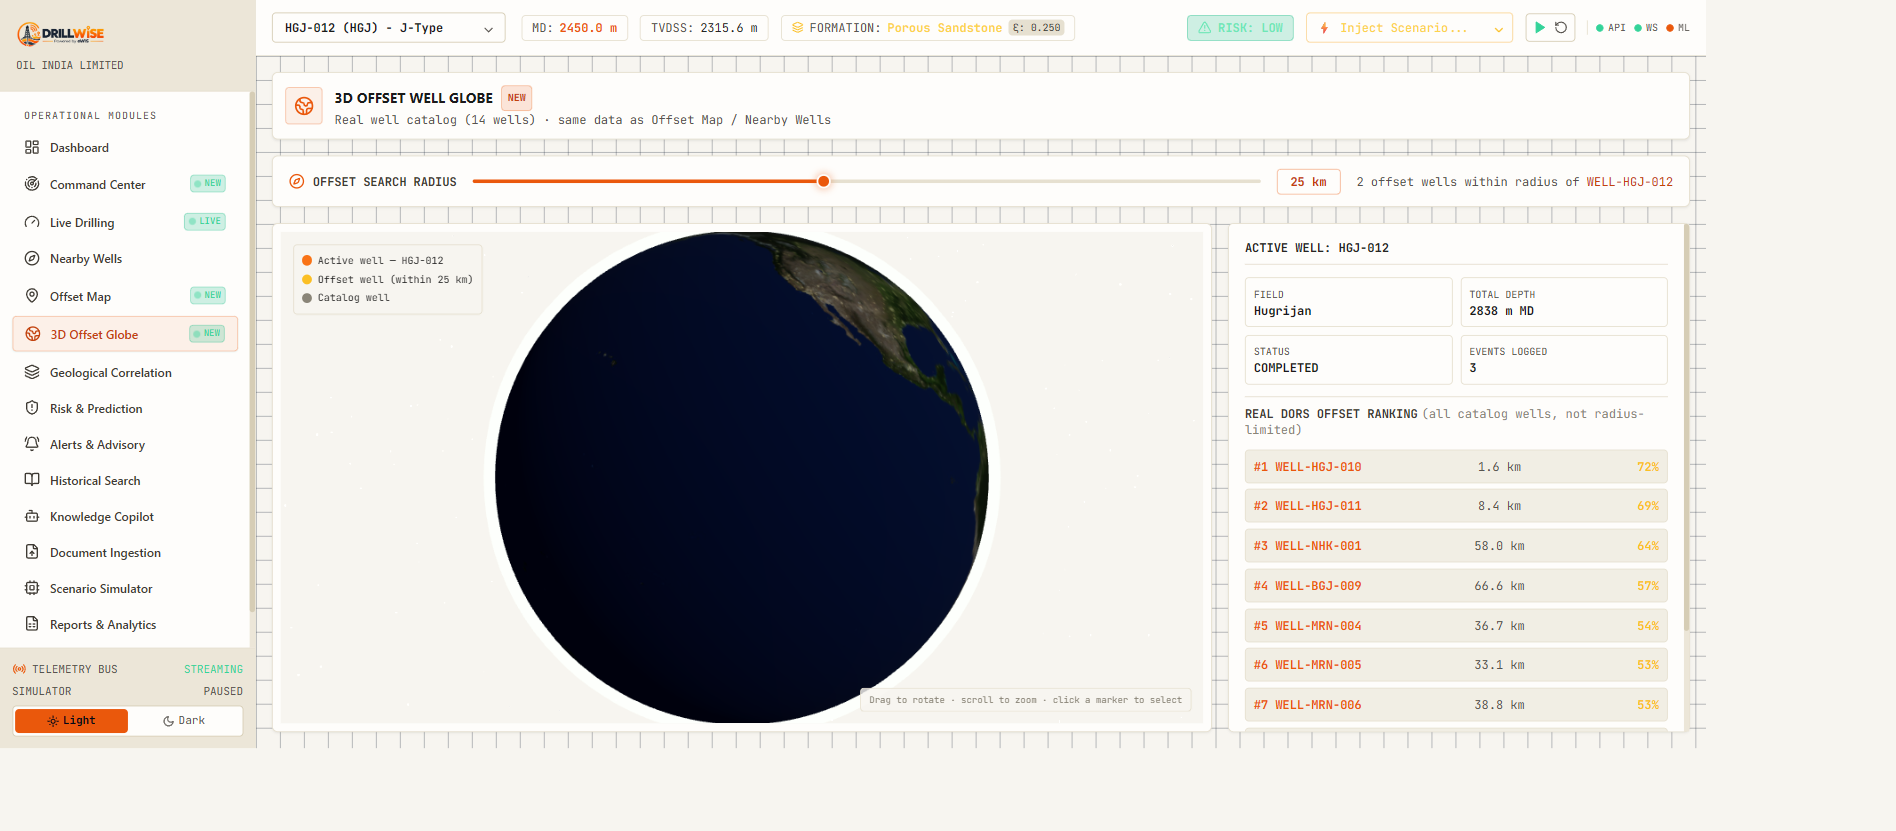 DRILLWISE
Powered by eWIS
OIL INDIA LIMITED
OPERATIONAL MODULES
Dashboard
Command Center NEW
Live Drilling LIVE
Nearby Wells
Offset Map NEW
3D Offset Globe NEW
Geological Correlation
Risk & Prediction
Alerts & Advisory
Historical Search
Knowledge Copilot
Document Ingestion
Scenario Simulator
Reports & Analytics
TELEMETRY BUS STREAMING
SIMULATOR PAUSED
Light Dark
HGJ-012 (HGJ) - J-Type MD: 2450.0 m TVDSS: 2315.6 m FORMATION: Porous Sandstone ξ: 0.250 RISK: LOW Inject Scenario... API WS ML
3D OFFSET WELL GLOBE NEW
Real well catalog (14 wells) · same data as Offset Map / Nearby Wells
OFFSET SEARCH RADIUS 25 km 2 offset wells within radius of WELL-HGJ-012
Active well — HGJ-012
Offset well (within 25 km)
Catalog well
Drag to rotate · scroll to zoom · click a marker to select
ACTIVE WELL: HGJ-012
FIELD
Hugrijan
TOTAL DEPTH
2838 m MD
STATUS
COMPLETED
EVENTS LOGGED
3
REAL DORS OFFSET RANKING (all catalog wells, not radius-
limited)
#1 WELL-HGJ-010 1.6 km 72%
#2 WELL-HGJ-011 8.4 km 69%
#3 WELL-NHK-001 58.0 km 64%
#4 WELL-BGJ-009 66.6 km 57%
#5 WELL-MRN-004 36.7 km 54%
#6 WELL-MRN-005 33.1 km 53%
#7 WELL-MRN-006 38.8 km 53%